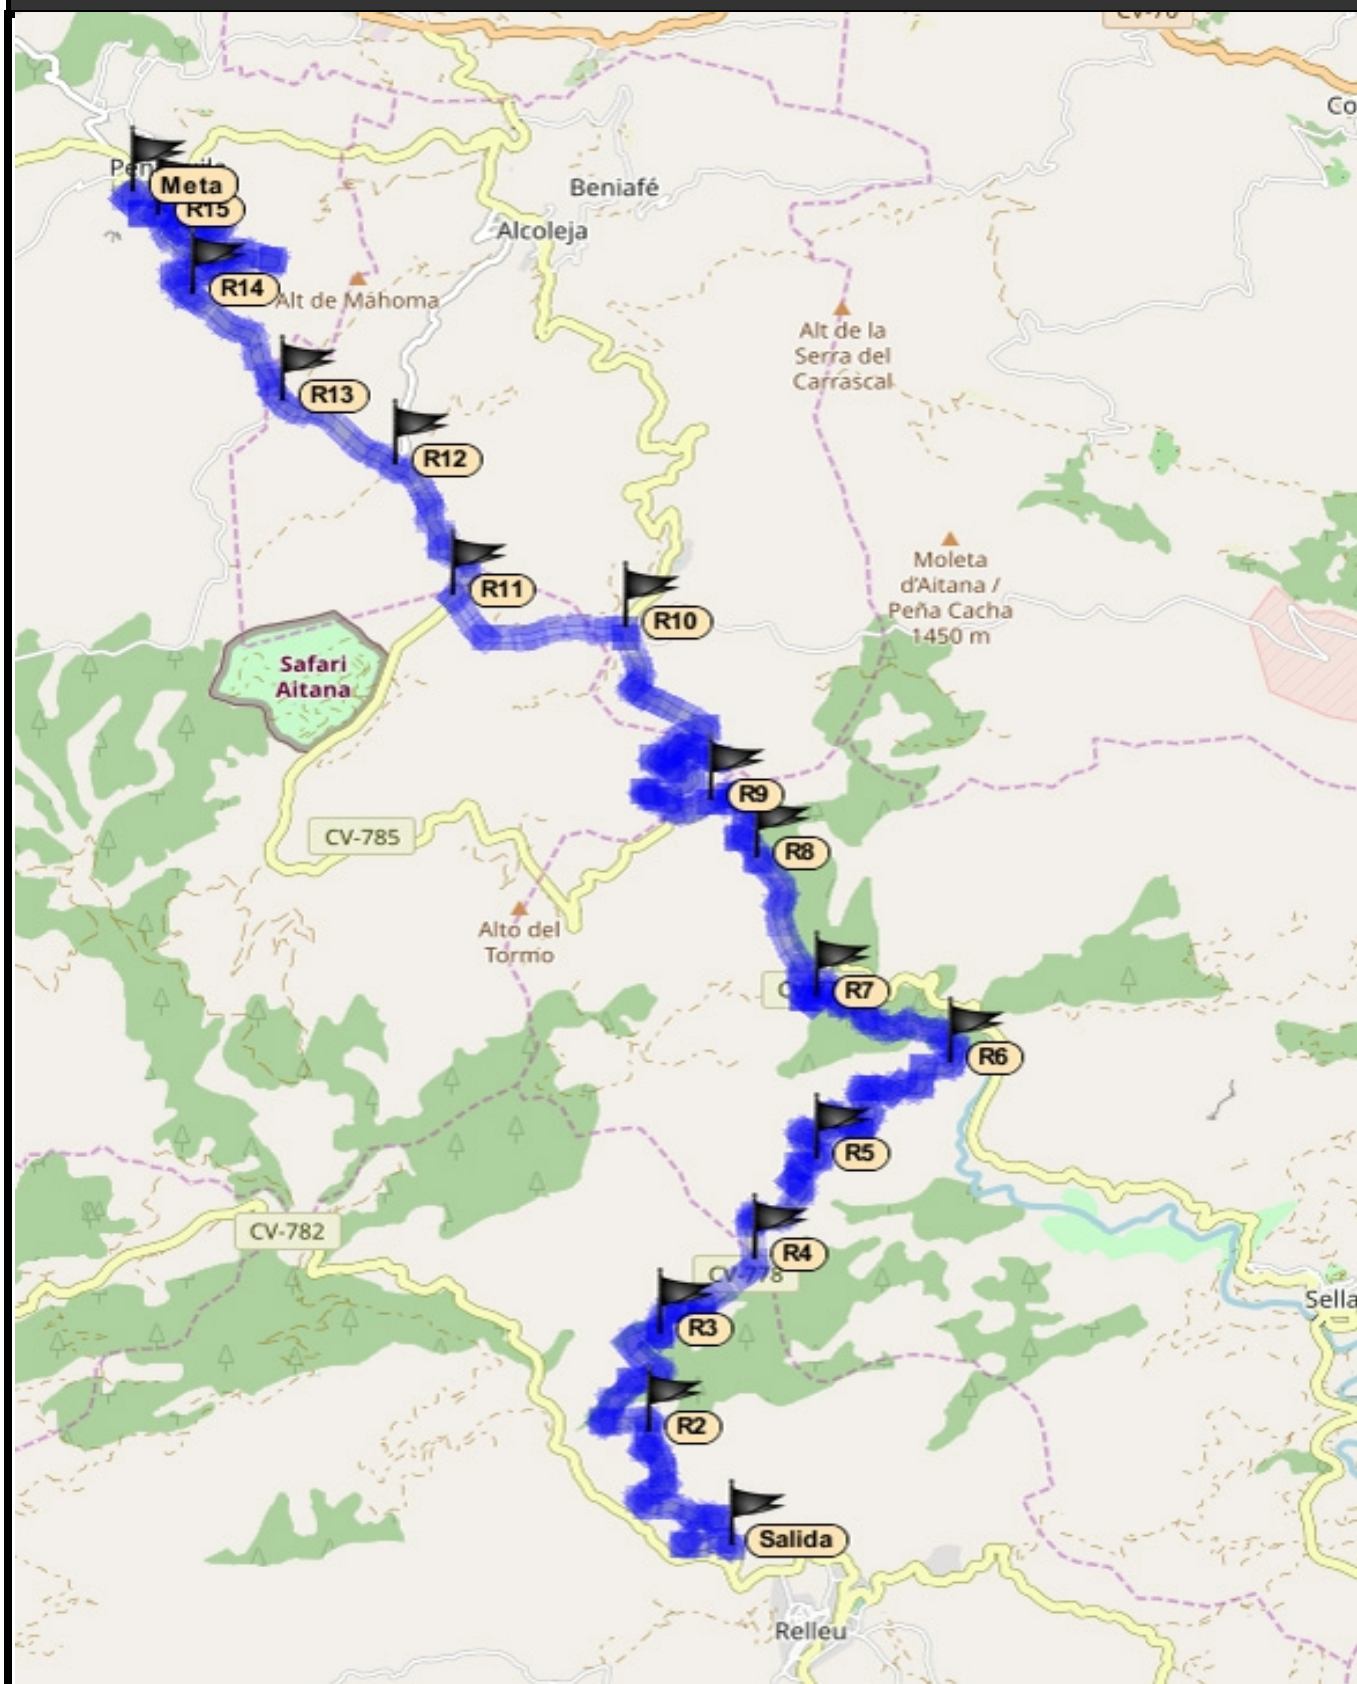 Meta
R15
Beniafé
Alcoleja
R14
Alt de Mahoma
R13
Alt de la
Serra del
Carrascal
R12
Moleta
d'Aitana /
Peña Cacha
1450 m
R11
R10
Safari
Aitana
R9
CV-785
R8
Alto del
Tormo
R7
R6
R5
CV-782
R4
R3
Sella
R2
Salida
Relleu